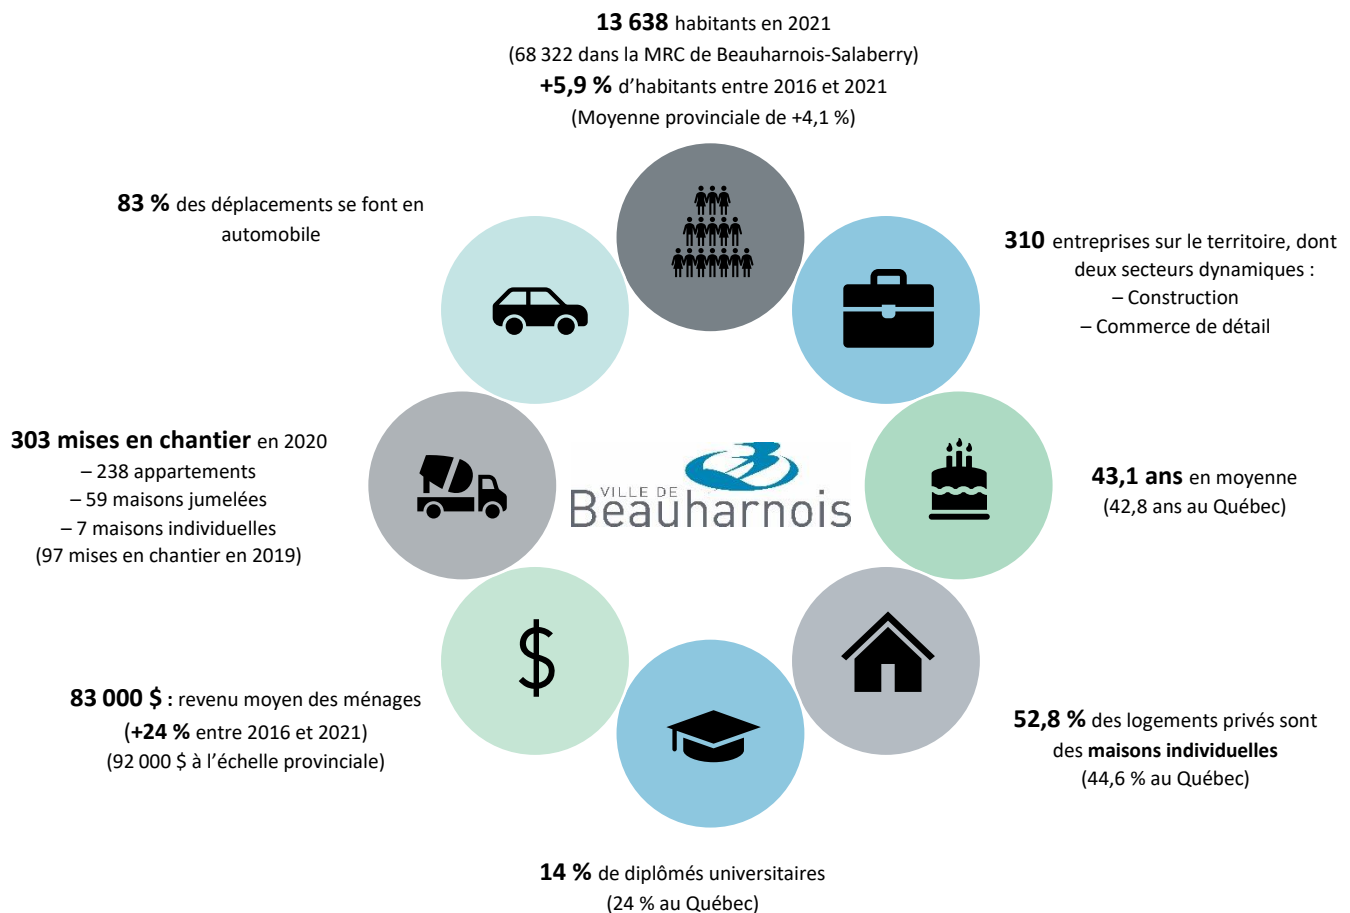 13 638 habitants en 2021
(68 322 dans la MRC de Beauharnois-Salaberry)
+5,9 % d’habitants entre 2016 et 2021
(Moyenne provinciale de +4,1 %)
83 % des déplacements se font en
automobile
310 entreprises sur le territoire, dont
deux secteurs dynamiques :
– Construction
– Commerce de détail
303 mises en chantier en 2020
– 238 appartements
– 59 maisons jumelées
– 7 maisons individuelles
(97 mises en chantier en 2019)
VILLE DE
Beauharnois
43,1 ans en moyenne
(42,8 ans au Québec)
83 000 $ : revenu moyen des ménages
(+24 % entre 2016 et 2021)
(92 000 $ à l’échelle provinciale)
$
52,8 % des logements privés sont
des maisons individuelles
(44,6 % au Québec)
14 % de diplômés universitaires
(24 % au Québec)